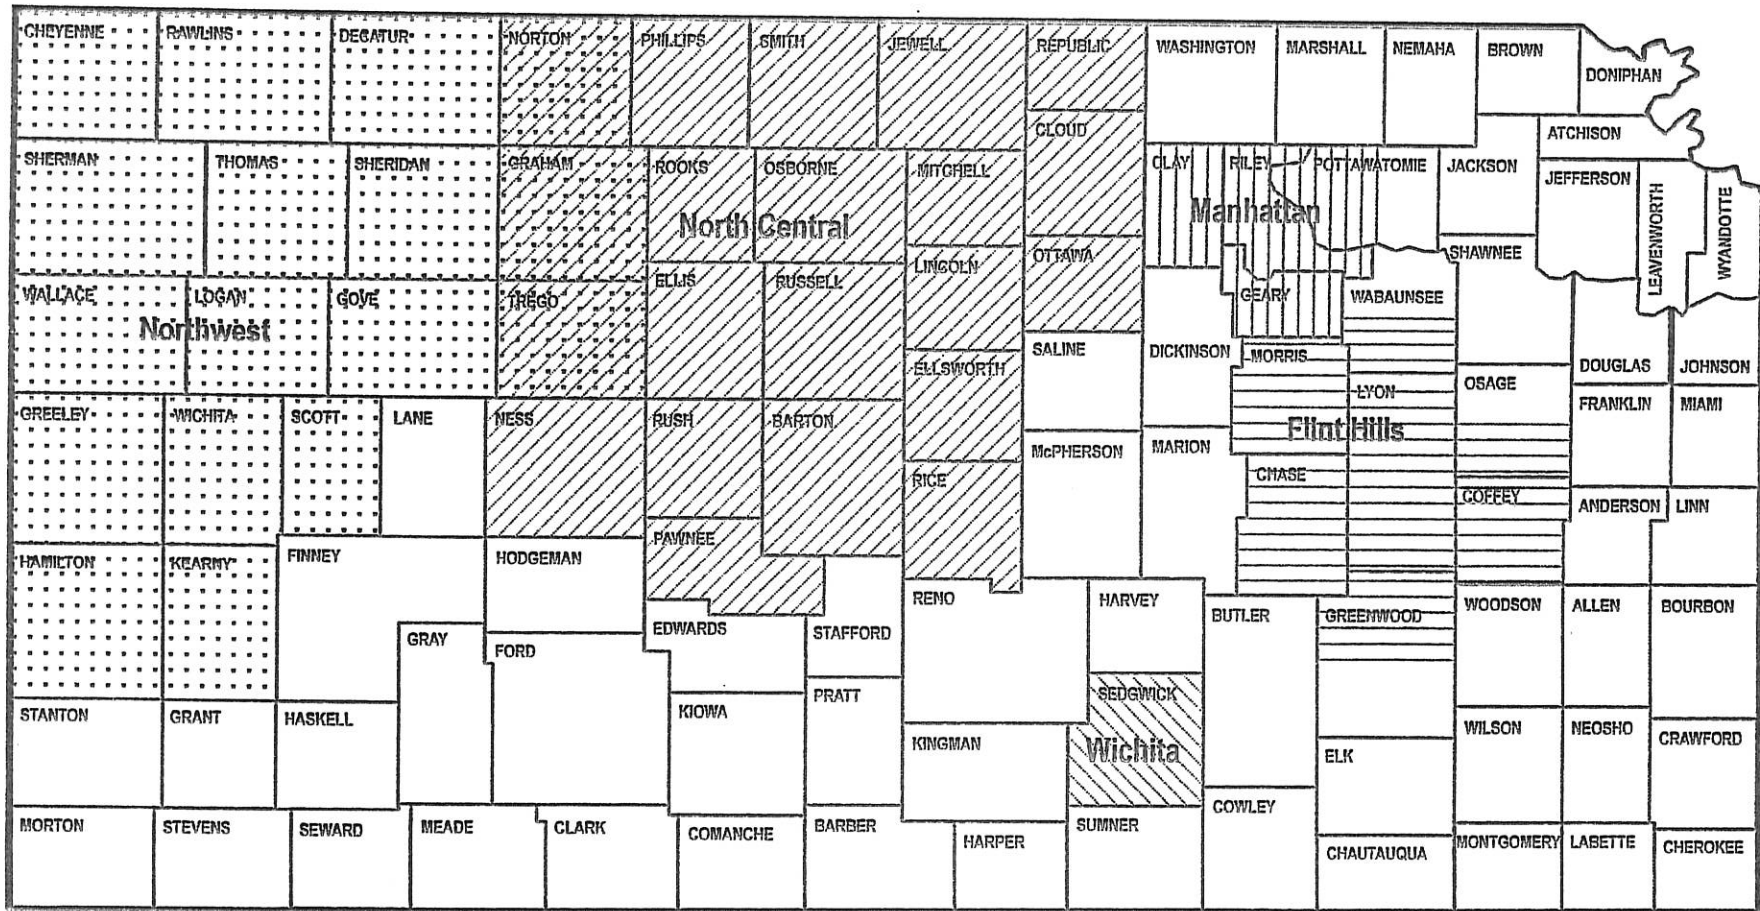 CHEYENNE
RAWLINS
DECATUR
NORTON
PHILLIPS
SMITH
JEWELL
REPUBLIC
WASHINGTON
MARSHALL
NEMAHA
BROWN
DONIPHAN
CLOUD
ATCHISON
SHERMAN
THOMAS
SHERIDAN
GRAHAM
ROOKS
OSBORNE
MITCHELL
CLAY
RILEY
POTTAWATOMIE
JACKSON
JEFFERSON
LEAVENWORTH
WYANDOTTE
North Central
Manhattan
OTTAWA
SHAWNEE
WALLACE
LOGAN
GOVE
TREGO
ELLIS
RUSSELL
LINCOLN
GEARY
WABAUNSEE
Northwest
SALINE
DICKINSON
MORRIS
ELLSWORTH
DOUGLAS
JOHNSON
LYON
OSAGE
GREELEY
WICHITA
SCOTT
LANE
NESS
RUSH
BARTON
FRANKLIN
MIAMI
Flint Hills
McPHERSON
MARION
RICE
CHASE
COFFEY
ANDERSON
LINN
PAWNEE
HAMILTON
KEARNY
FINNEY
HODGEMAN
RENO
HARVEY
BUTLER
GREENWOOD
WOODSON
ALLEN
BOURBON
EDWARDS
STAFFORD
GRAY
FORD
PRATT
SEDGWICK
STANTON
GRANT
HASKELL
KIOWA
KINGMAN
Wichita
ELK
WILSON
NEOSHO
CRAWFORD
COWLEY
MORTON
STEVENS
SEWARD
MEADE
CLARK
COMANCHE
BARBER
HARPER
SUMNER
CHAUTAUQUA
MONTGOMERY
LABETTE
CHEROKEE